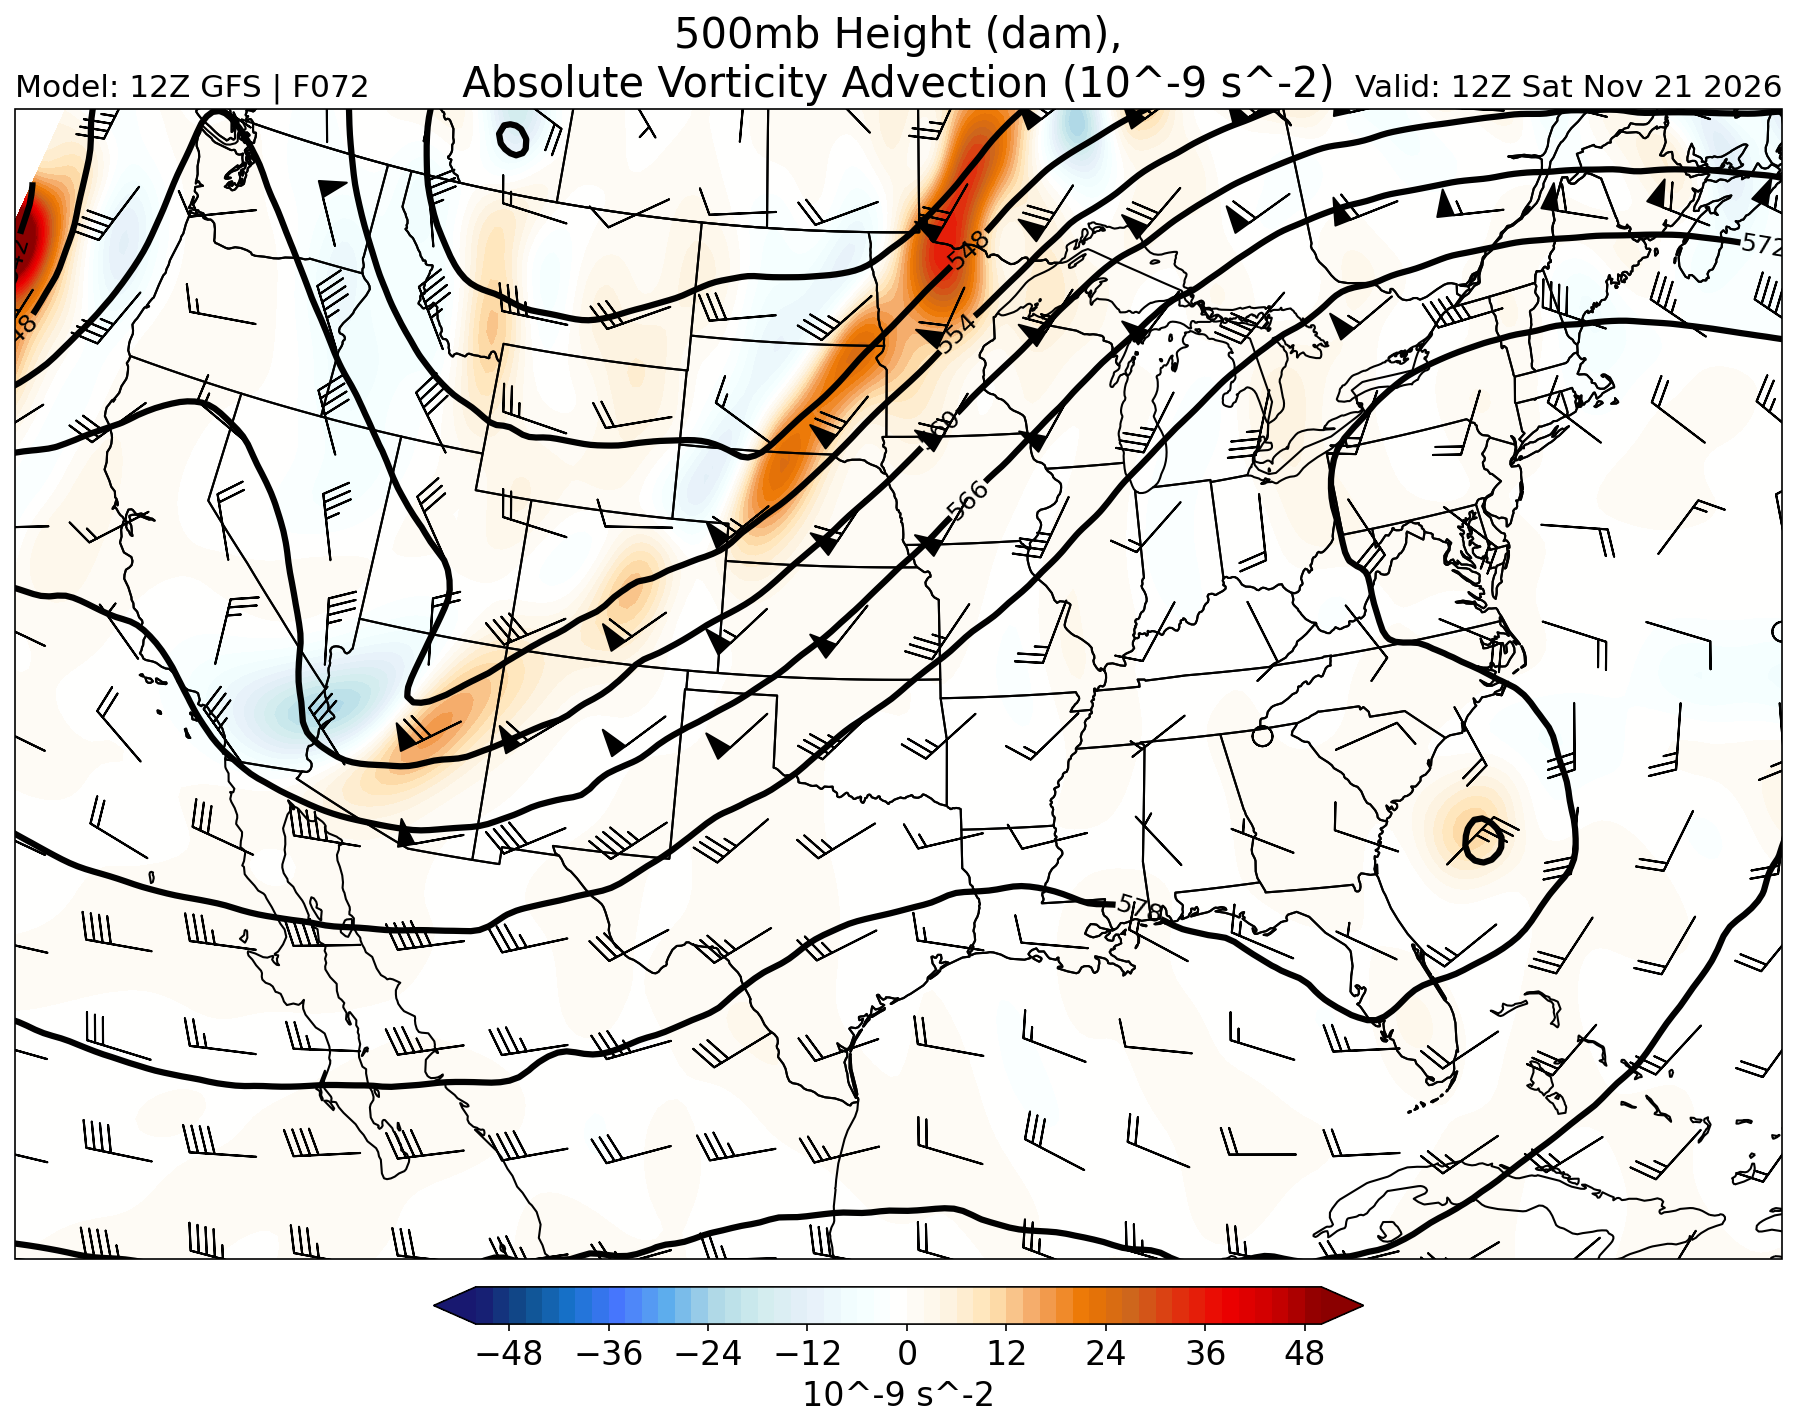 500mb Height (dam),
Model: 12Z GFS | F072
Absolute Vorticity Advection (10^-9 s^-2)
Valid: 12Z Sat Nov 21 2026
548
572
554
566
578
−48 −36 −24 −12 0 12 24 36 48
10^-9 s^-2